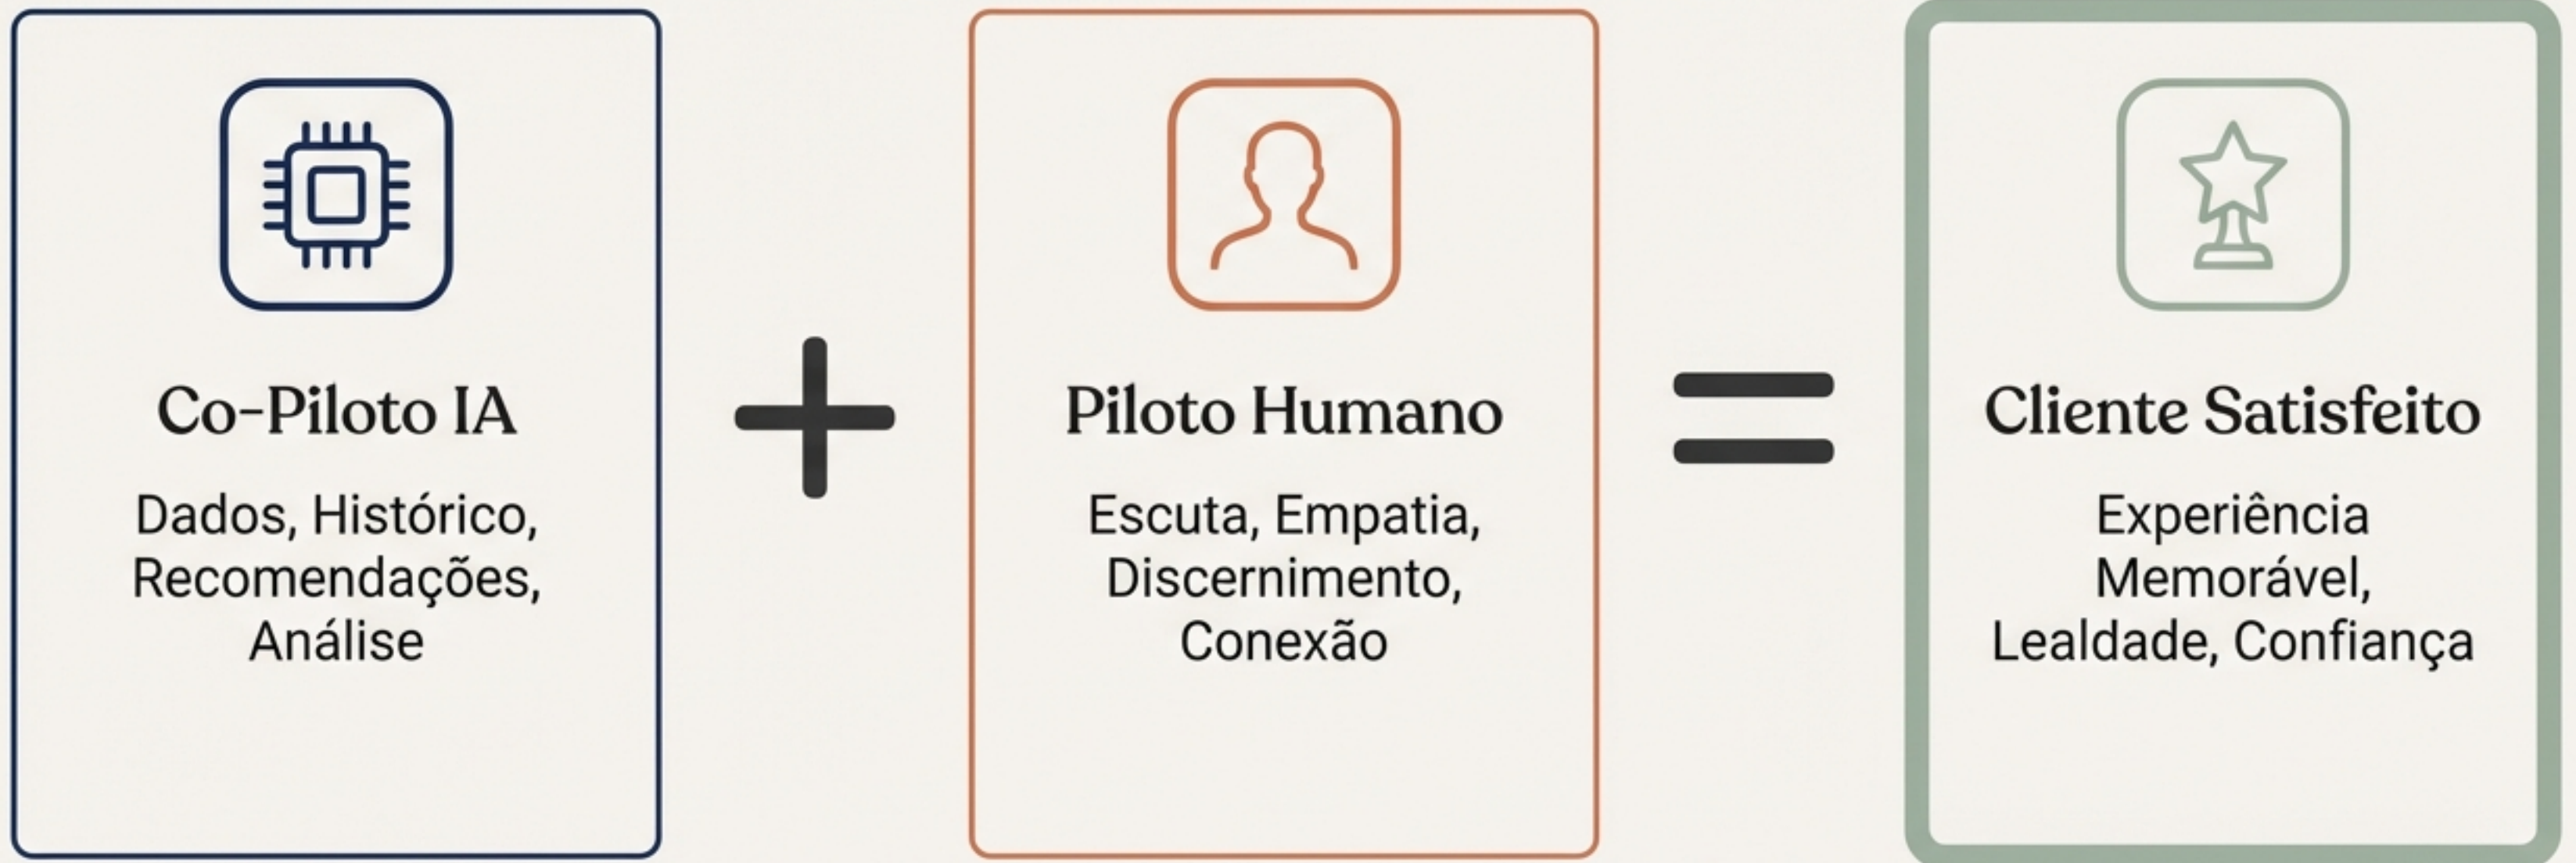 Co-Piloto IA
Dados, Histórico,
Recomendações,
Análise
+
Piloto Humano
Escuta, Empatia,
Discernimento,
Conexão
=
Cliente Satisfeito
Experiência
Memorável,
Lealdade, Confiança